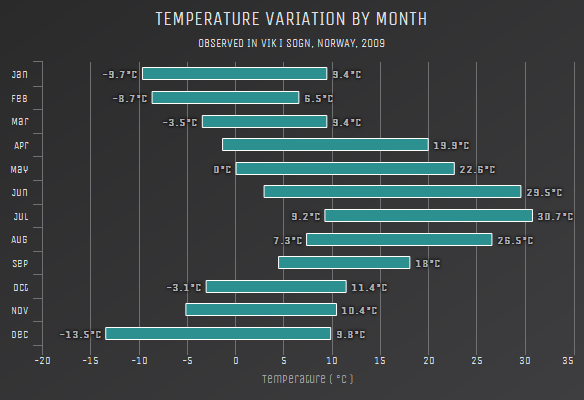 TEMPERATURE VARIATION BY MONTH
OBSERVED IN VIK I SOGN, NORWAY, 2009
Jan -9.7°C 9.4°C
Feb -8.7°C 6.5°C
Mar -3.5°C 9.4°C
Apr 19.9°C
May 0°C 22.6°C
Jun 29.5°C
Jul 9.2°C 30.7°C
Aug 7.3°C 26.5°C
Sep 18°C
Oct -3.1°C 11.4°C
Nov 10.4°C
Dec -13.5°C 9.8°C
-20 -15 -10 -5 0 5 10 15 20 25 30 35
Temperature ( °C )